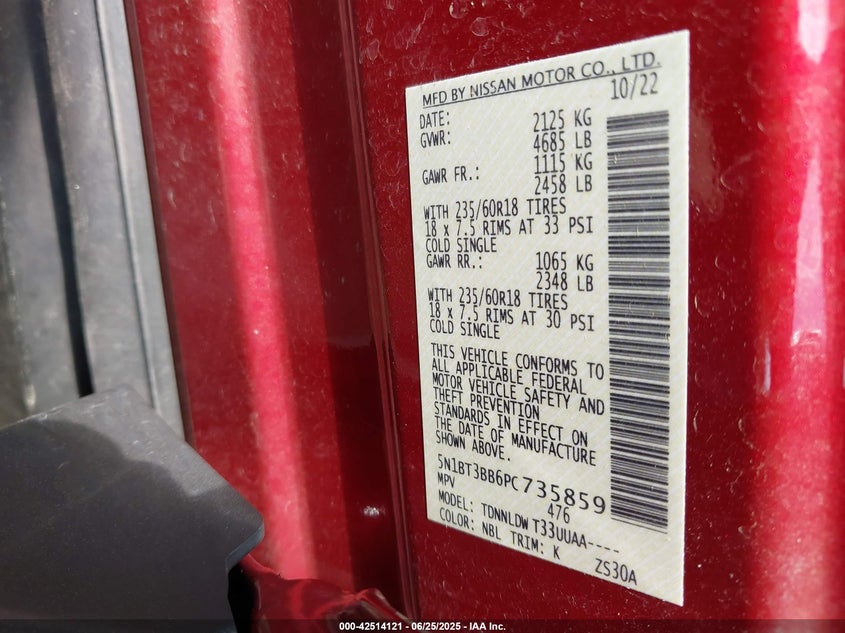 MFD BY NISSAN MOTOR CO., LTD.
DATE: 10/22
GVWR: 2125 KG
4685 LB
GAWR FR.: 1115 KG
2458 LB
WITH 235/60R18 TIRES
18 x 7.5 RIMS AT 33 PSI
COLD SINGLE
GAWR RR.: 1065 KG
2348 LB
WITH 235/60R18 TIRES
18 x 7.5 RIMS AT 30 PSI
COLD SINGLE
THIS VEHICLE CONFORMS TO
ALL APPLICABLE FEDERAL
MOTOR VEHICLE SAFETY AND
THEFT PREVENTION
STANDARDS IN EFFECT ON
THE DATE OF MANUFACTURE
SHOWN ABOVE.
5N1BT3BB6PC735859
MPV
476
MODEL: TDNNLDW T33UUAA----
COLOR: NBL TRIM: K
ZS30A
000-42514121 - 06/25/2025 - IAA Inc.